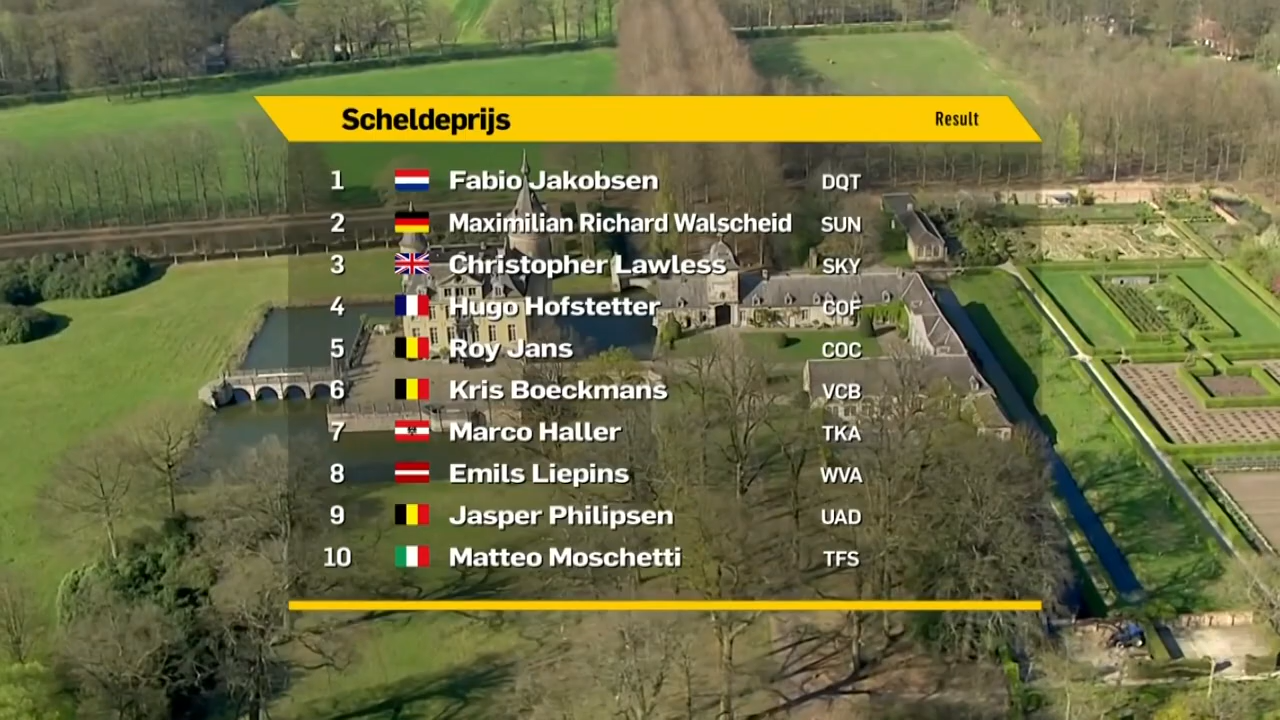 Scheldeprijs Result
1 Fabio Jakobsen DQT
2 Maximilian Richard Walscheid SUN
3 Christopher Lawless SKY
4 Hugo Hofstetter COF
5 Roy Jans COC
6 Kris Boeckmans VCB
7 Marco Haller TKA
8 Emils Liepins WVA
9 Jasper Philipsen UAD
10 Matteo Moschetti TFS